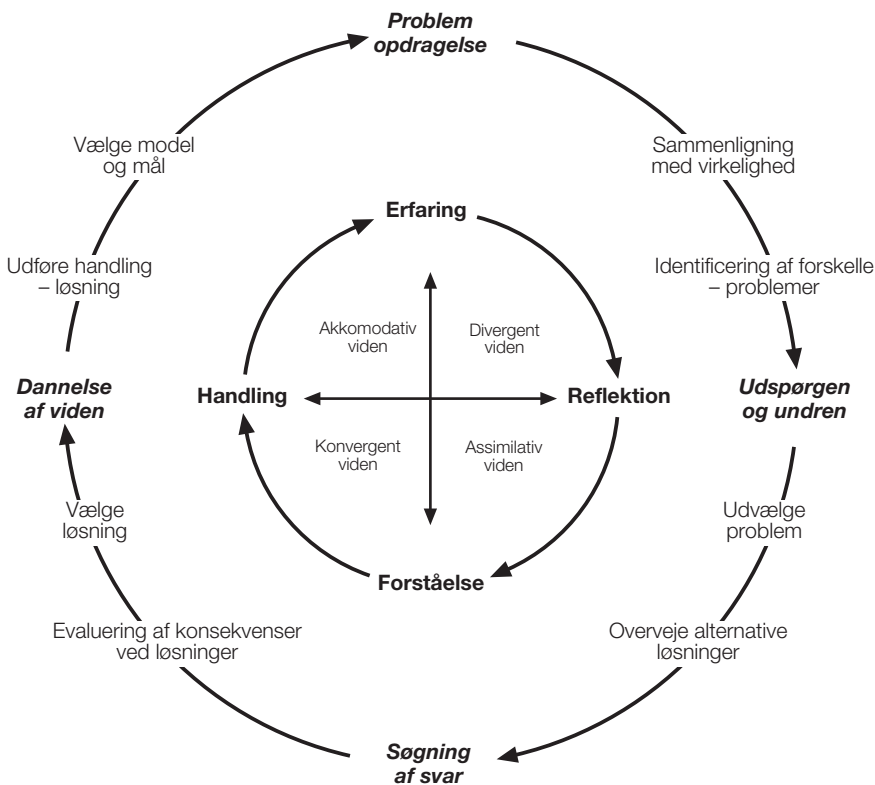 Problem
opdragelse
Vælge model
og mål
Sammenligning
med virkelighed
Erfaring
Udføre handling
– løsning
Identificering af forskelle
– problemer
Akkomodativ
viden
Divergent
viden
Dannelse
af viden
Handling
Reflektion
Udspørgen
og undren
Konvergent
viden
Assimilativ
viden
Vælge
løsning
Udvælge
problem
Forståelse
Evaluering af konsekvenser
ved løsninger
Overveje alternative
løsninger
Søgning
af svar